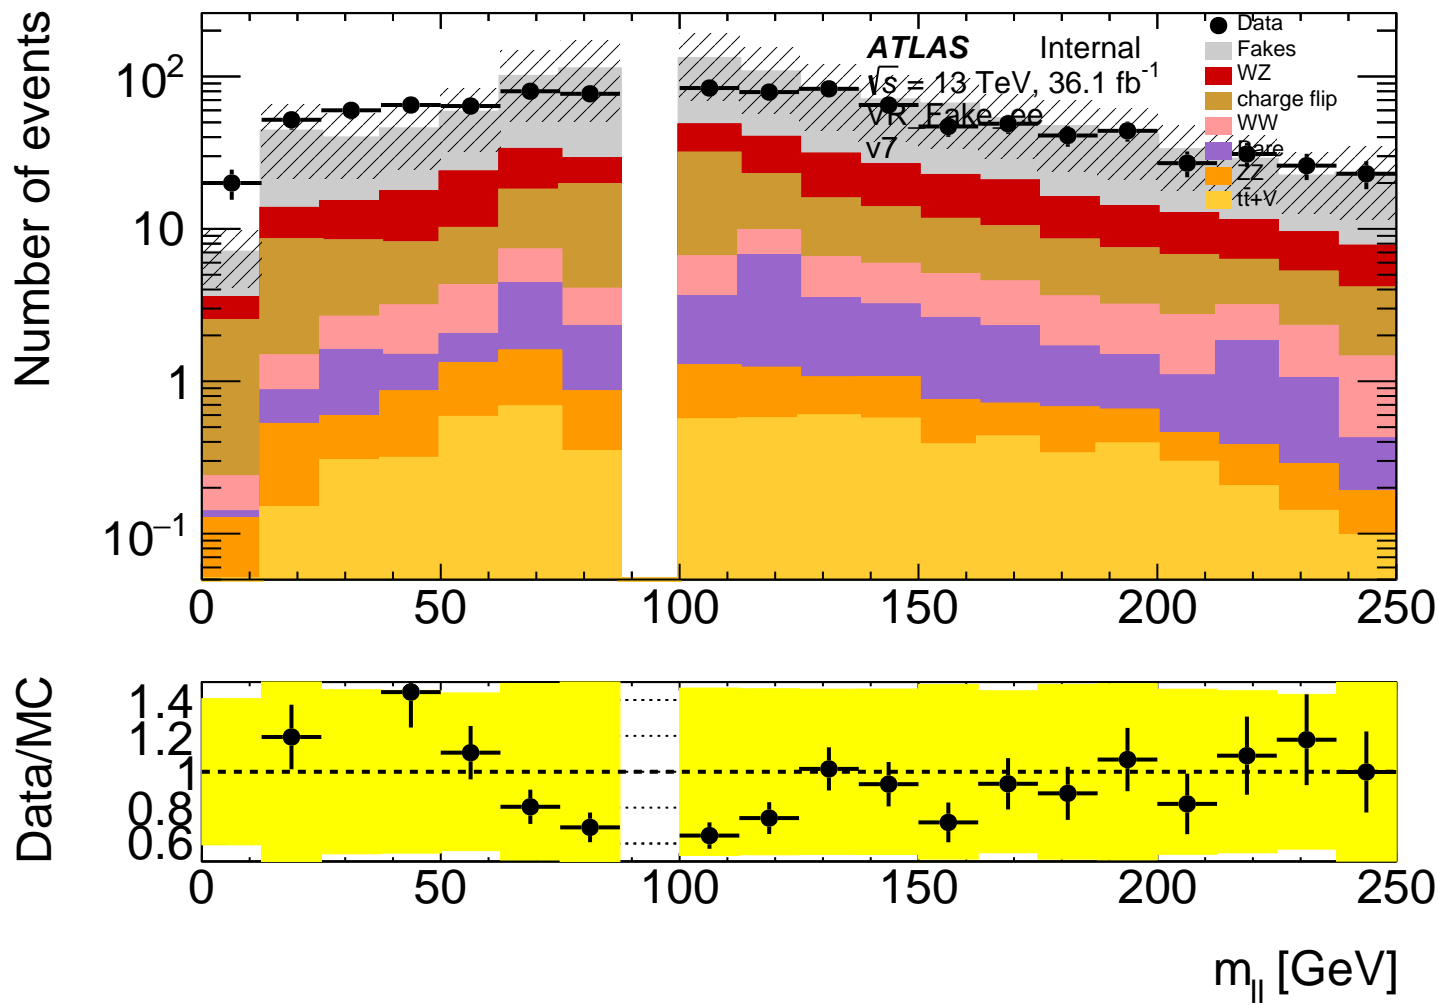 Number of events
10²
10
1
10⁻¹
ATLAS Internal
√s = 13 TeV, 36.1 fb⁻¹
VR_Fake_ee
v7
Data
Fakes
WZ
charge flip
WW
Rare
ZZ
tt̄+V
0 50 100 150 200 250
Data/MC
1.4
1.2
1
0.8
0.6
0 50 100 150 200 250
m_ll [GeV]